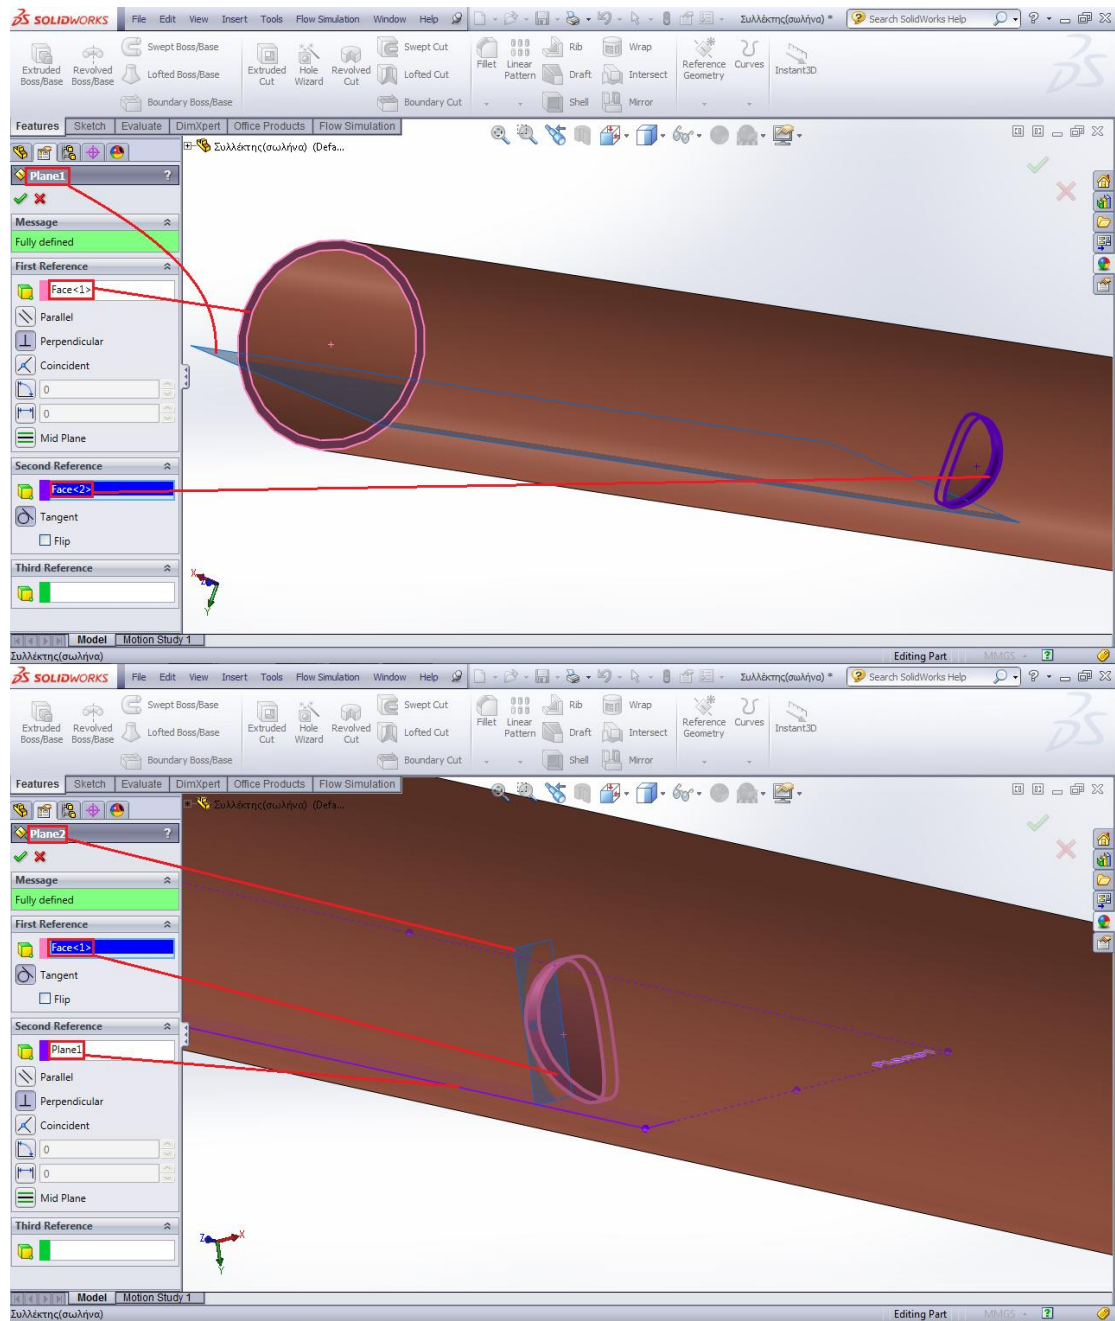 SOLIDWORKS File Edit View Insert Tools Flow Simulation Window Help Συλλέκτης(σωλήνα) * Search SolidWorks Help
Extruded Boss/Base Revolved Boss/Base Swept Boss/Base Lofted Boss/Base Boundary Boss/Base Extruded Cut Hole Wizard Revolved Cut Swept Cut Lofted Cut Boundary Cut Fillet Linear Pattern Rib Draft Shell Wrap Intersect Mirror Reference Geometry Curves Instant3D
Features Sketch Evaluate DimXpert Office Products Flow Simulation
Συλλέκτης(σωλήνα) (Defa...
Plane1 ?
Message
Fully defined
First Reference
Face<1>
Parallel
Perpendicular
Coincident
0
0
Mid Plane
Second Reference
Face<2>
Tangent
Flip
Third Reference
X
Z
Y
Model Motion Study 1
Συλλέκτης(σωλήνα) Editing Part MMGS
SOLIDWORKS File Edit View Insert Tools Flow Simulation Window Help Συλλέκτης(σωλήνα) * Search SolidWorks Help
Extruded Boss/Base Revolved Boss/Base Swept Boss/Base Lofted Boss/Base Boundary Boss/Base Extruded Cut Hole Wizard Revolved Cut Swept Cut Lofted Cut Boundary Cut Fillet Linear Pattern Rib Draft Shell Wrap Intersect Mirror Reference Geometry Curves Instant3D
Features Sketch Evaluate DimXpert Office Products Flow Simulation
Συλλέκτης(σωλήνα) (Defa...
Plane2 ?
Message
Fully defined
First Reference
Face<1>
Tangent
Flip
Second Reference
Plane1
Parallel
Perpendicular
Coincident
0
0
Mid Plane
Third Reference
Z X
Y
Model Motion Study 1
Συλλέκτης(σωλήνα) Editing Part MMGS